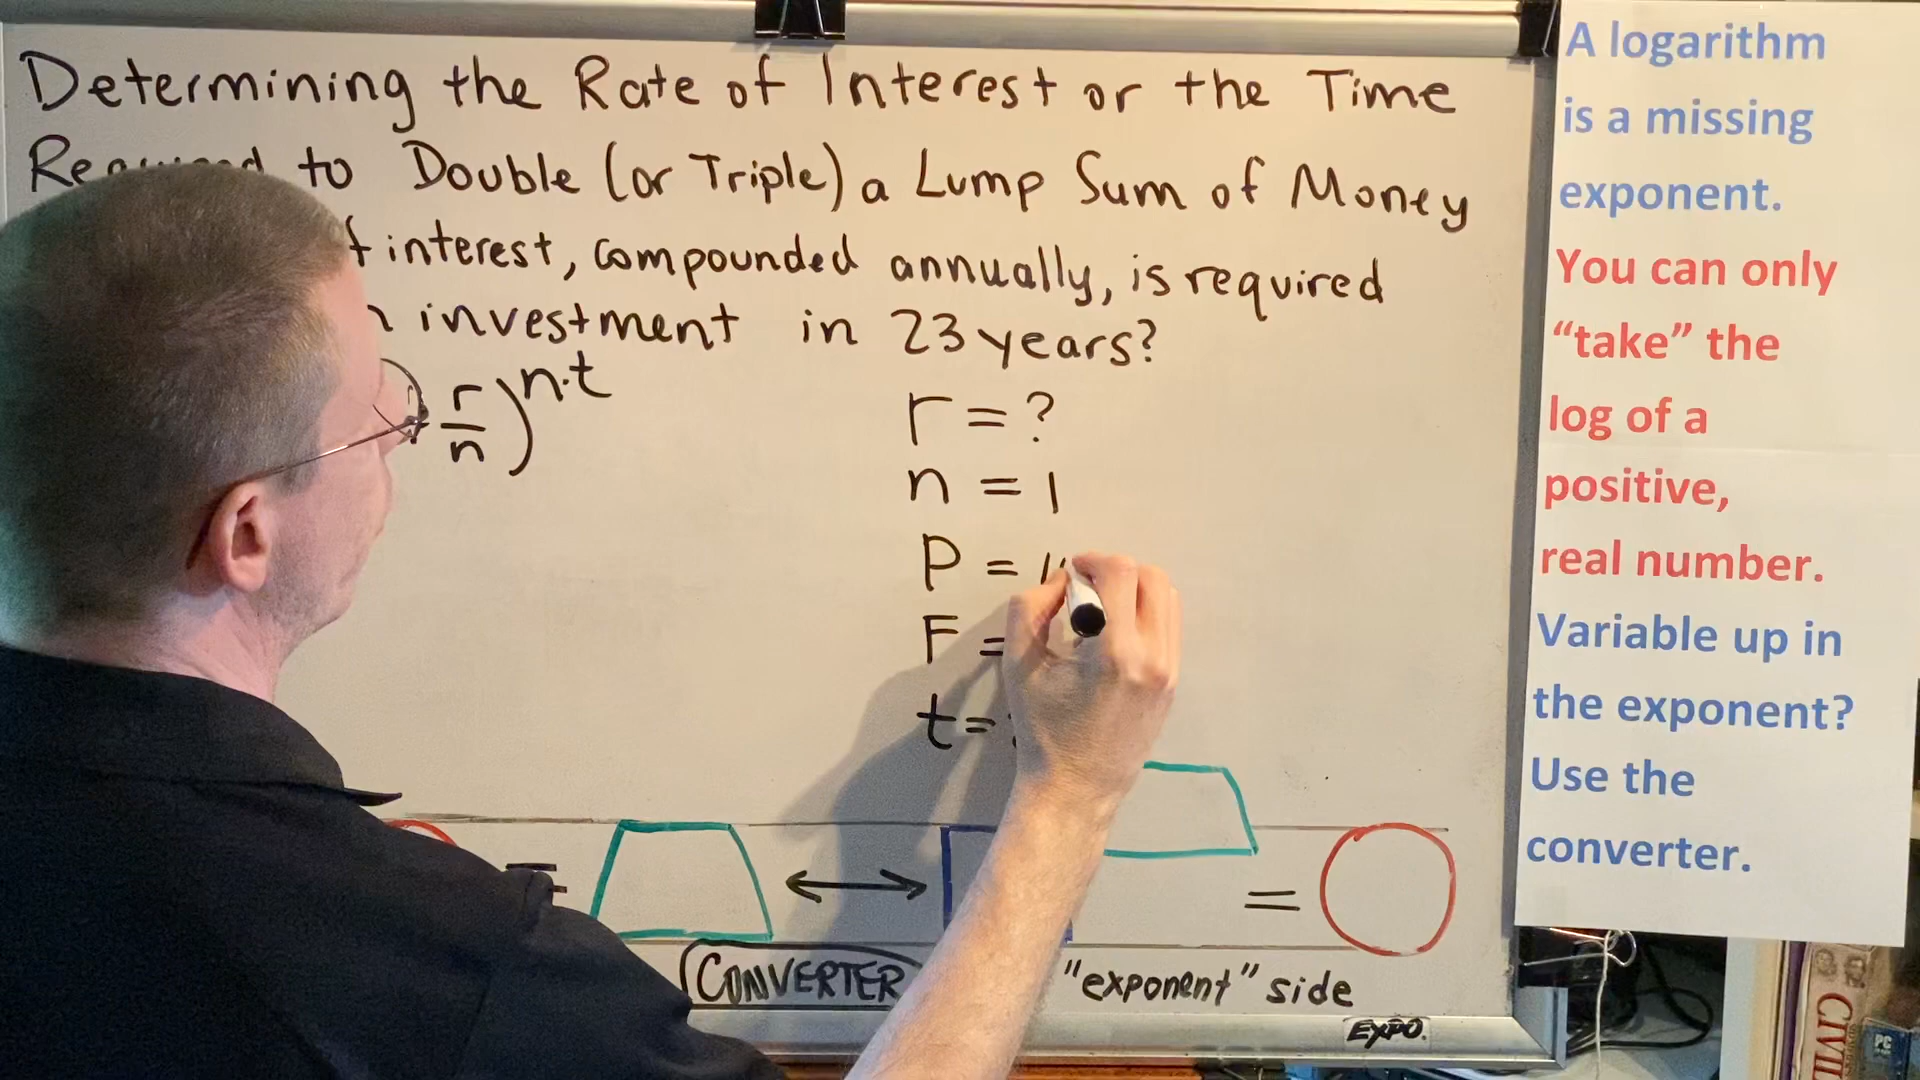 Determining the Rate of Interest or the Time
to Double (or Triple) a Lump Sum of Money
interest, compounded annually, is required
investment in 23 years?
r/n)^n·t
r = ?
n = 1
P =
F =
t =
=
=
CONVERTER "exponent" side
EXPO
A logarithm
is a missing
exponent.
You can only
“take” the
log of a
positive,
real number.
Variable up in
the exponent?
Use the
converter.
CIVIL
PC